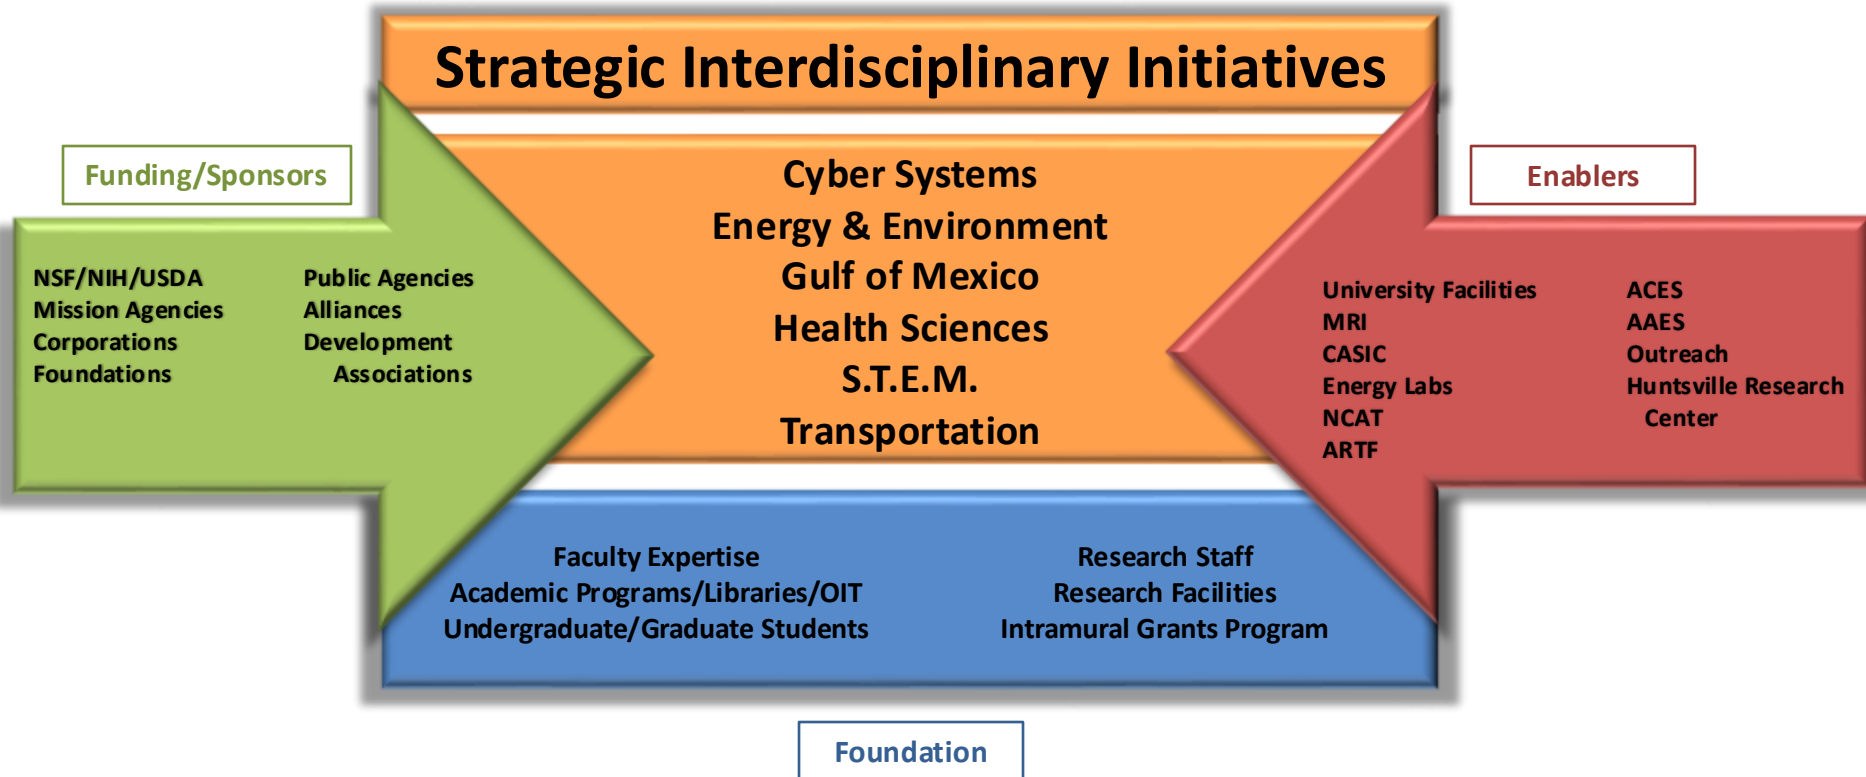 Strategic Interdisciplinary Initiatives
Funding/Sponsors
NSF/NIH/USDA
Mission Agencies
Corporations
Foundations
Public Agencies
Alliances
Development
Associations
Cyber Systems
Energy & Environment
Gulf of Mexico
Health Sciences
S.T.E.M.
Transportation
Enablers
University Facilities
MRI
CASIC
Energy Labs
NCAT
ARTF
ACES
AAES
Outreach
Huntsville Research
Center
Faculty Expertise
Academic Programs/Libraries/OIT
Undergraduate/Graduate Students
Research Staff
Research Facilities
Intramural Grants Program
Foundation